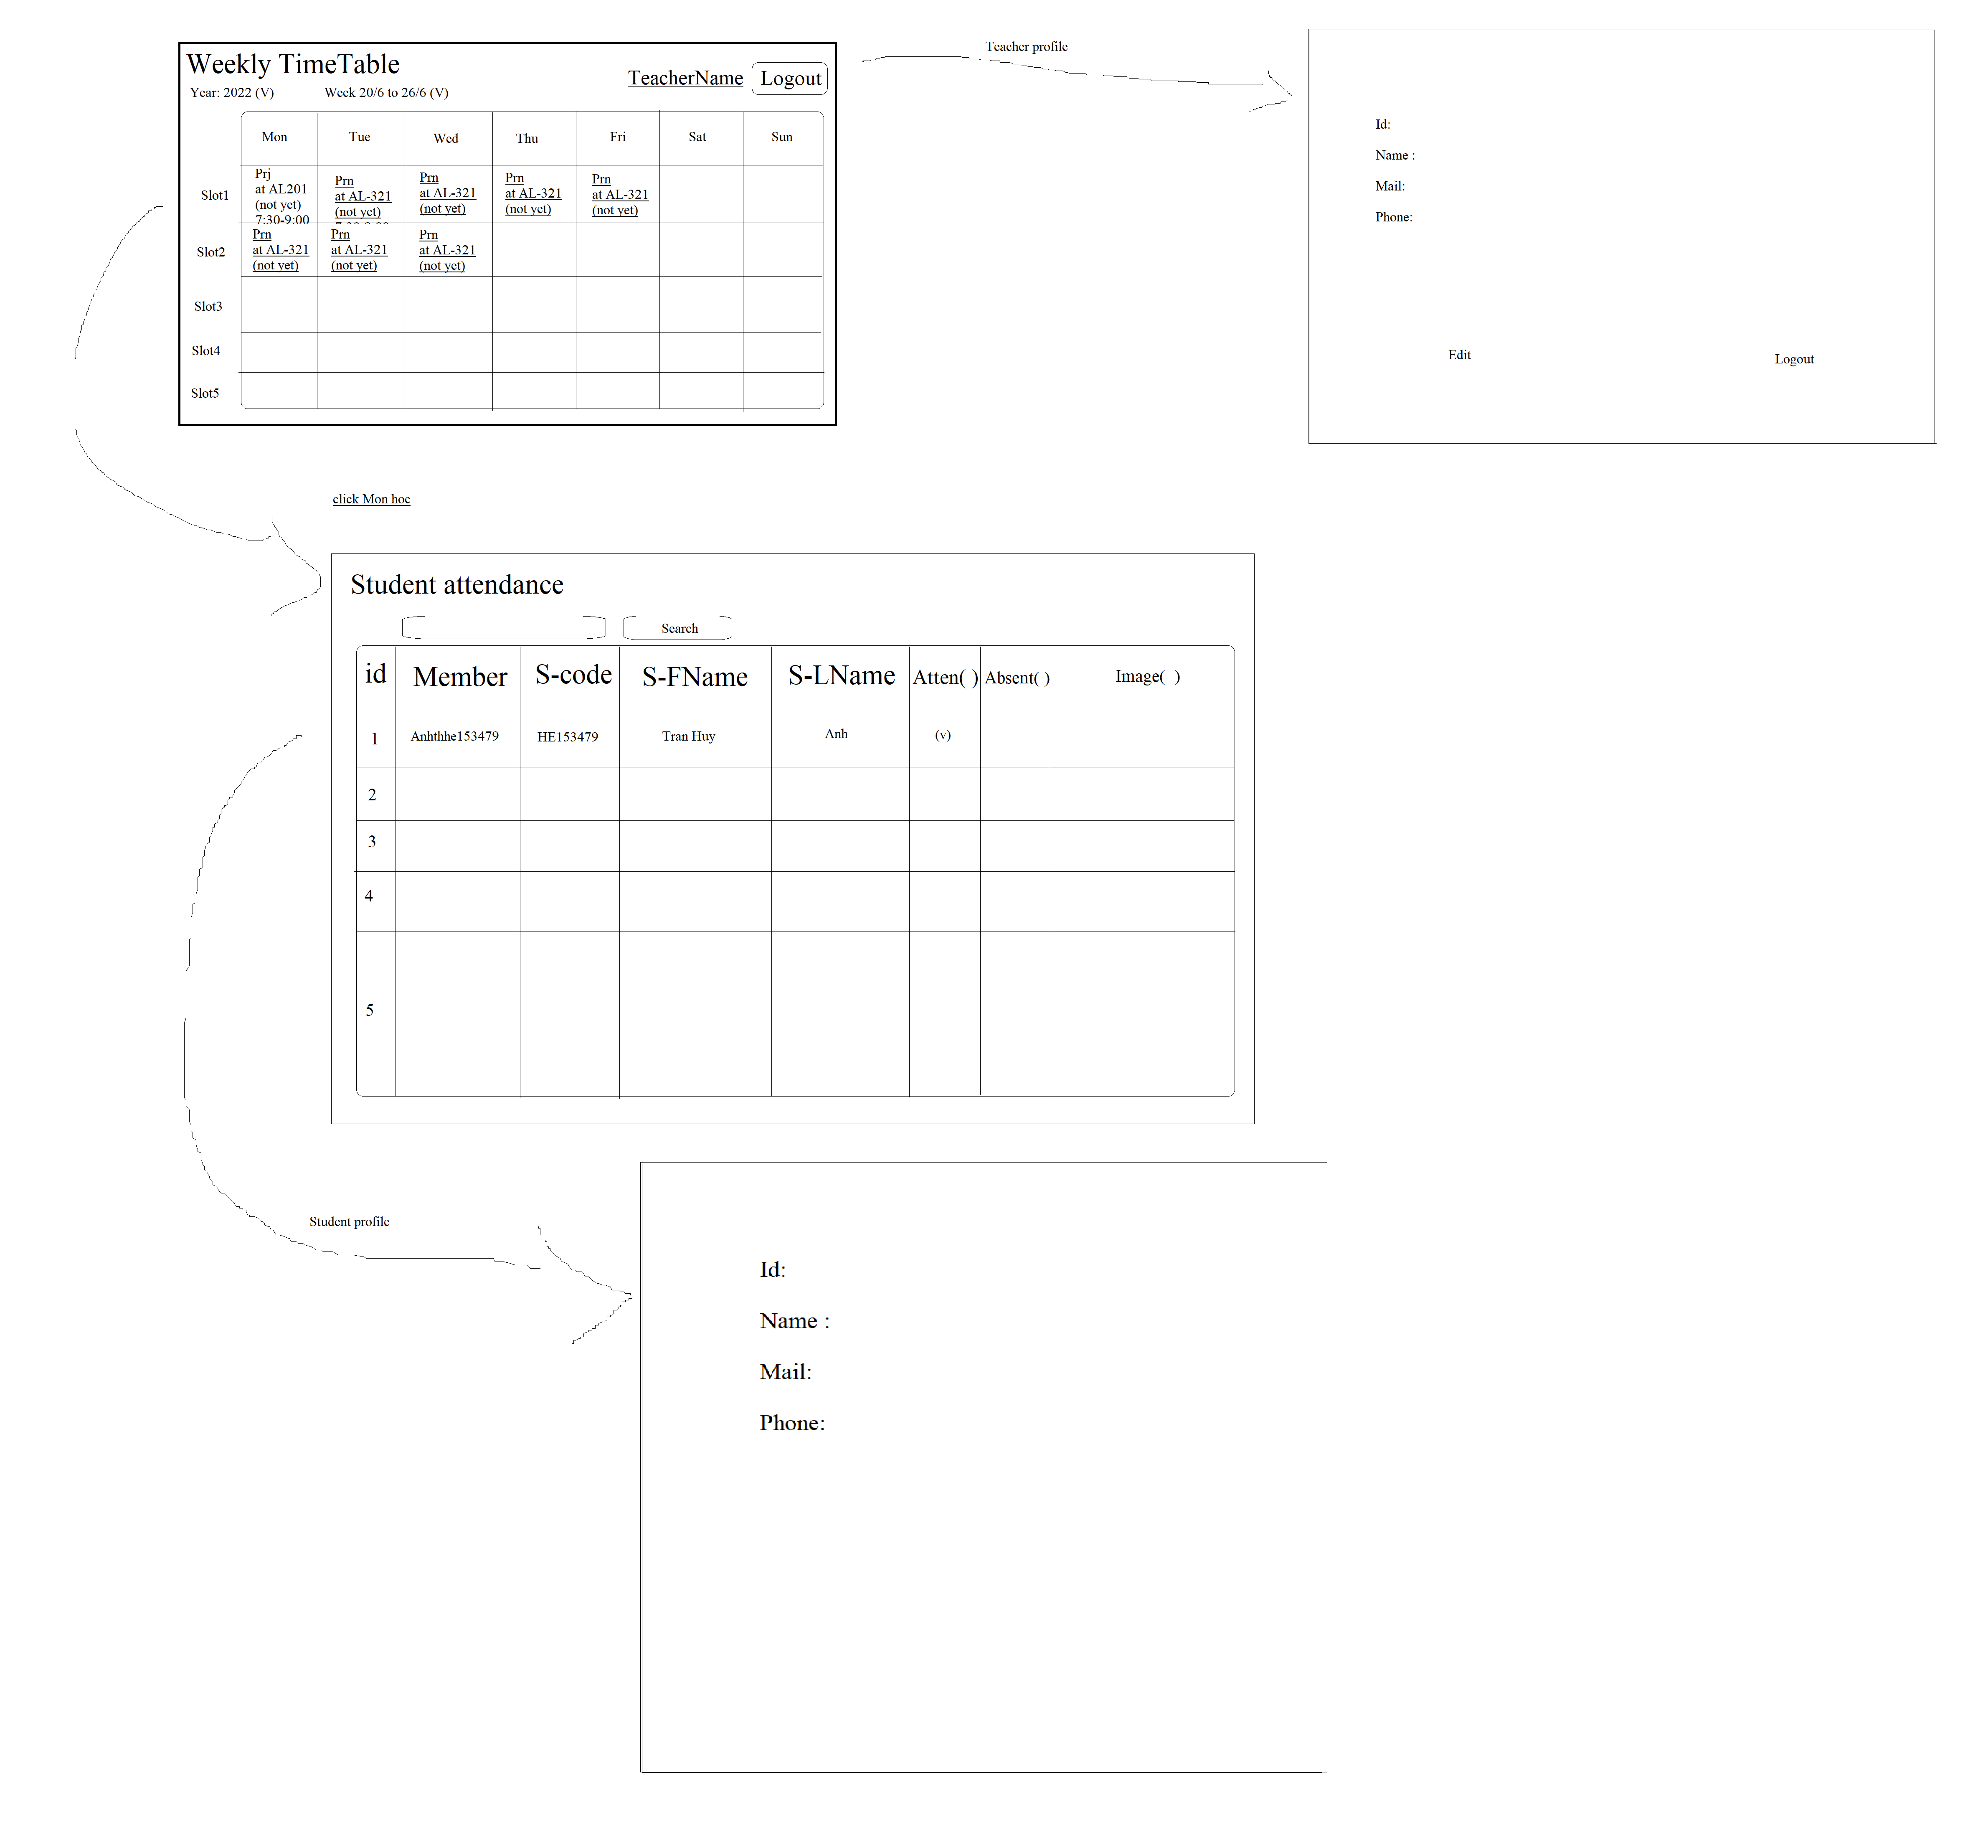 Weekly TimeTable
TeacherName
Logout
Year: 2022 (V)
Week 20/6 to 26/6 (V)
Mon
Tue
Wed
Thu
Fri
Sat
Sun
Slot1
Prj
at AL201
(not yet)
7:30-9:00
Prn
at AL-321
(not yet)
Prn
at AL-321
(not yet)
Prn
at AL-321
(not yet)
Prn
at AL-321
(not yet)
Slot2
Prn
at AL-321
(not yet)
Prn
at AL-321
(not yet)
Prn
at AL-321
(not yet)
Slot3
Slot4
Slot5
Teacher profile
Id:
Name :
Mail:
Phone:
Edit
Logout
click Mon hoc
Student attendance
Search
id
Member
S-code
S-FName
S-LName
Atten( )
Absent( )
Image( )
1
Anhthhe153479
HE153479
Tran Huy
Anh
(v)
2
3
4
5
Student profile
Id:
Name :
Mail:
Phone: